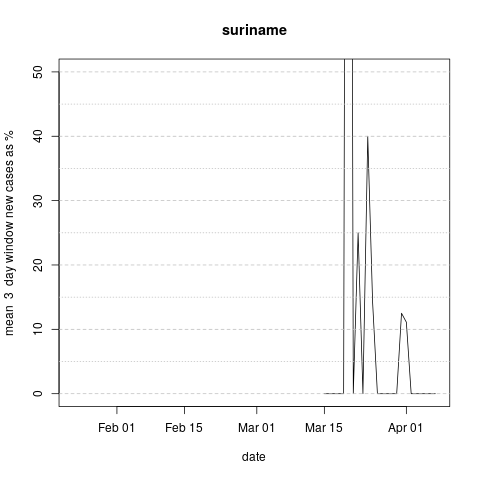 suriname
mean  3  day window new cases as %
50
40
30
20
10
0
Feb 01
Feb 15
Mar 01
Mar 15
Apr 01
date